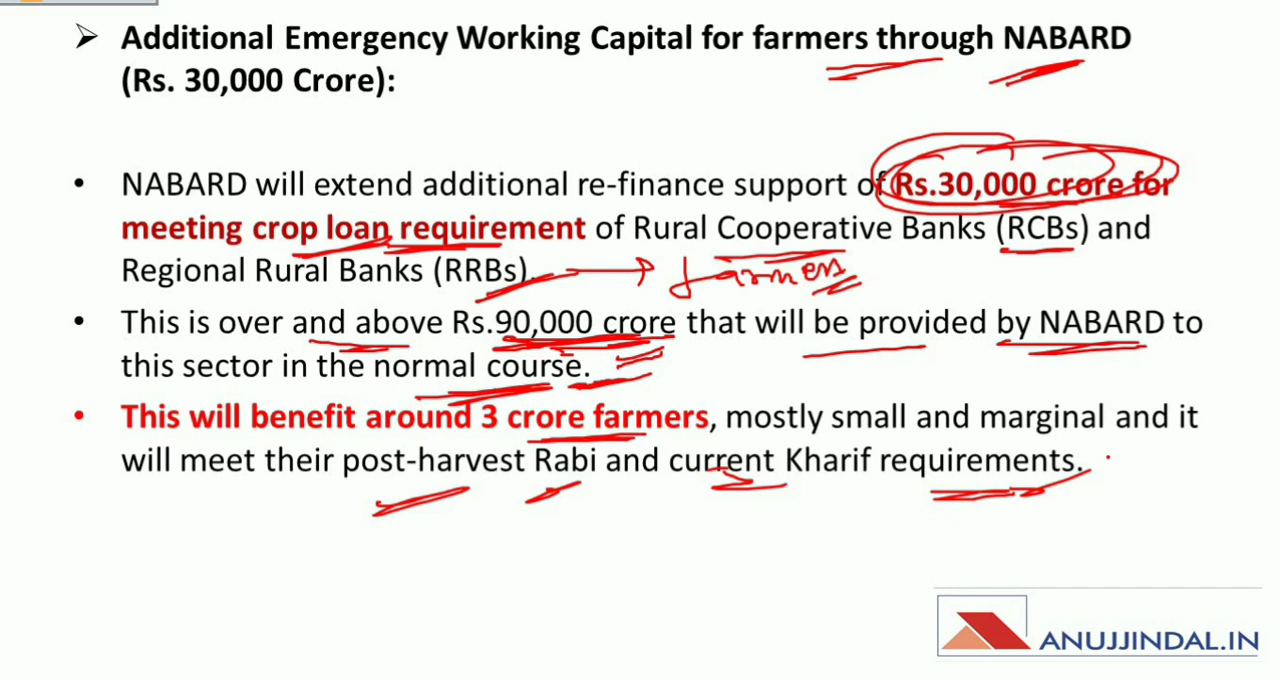 ➢ Additional Emergency Working Capital for farmers through NABARD
(Rs. 30,000 Crore):
• NABARD will extend additional re-finance support of Rs.30,000 crore for
meeting crop loan requirement of Rural Cooperative Banks (RCBs) and
Regional Rural Banks (RRBs). → farmers
• This is over and above Rs.90,000 crore that will be provided by NABARD to
this sector in the normal course.
• This will benefit around 3 crore farmers, mostly small and marginal and it
will meet their post-harvest Rabi and current Kharif requirements.
ANUJJINDAL.IN